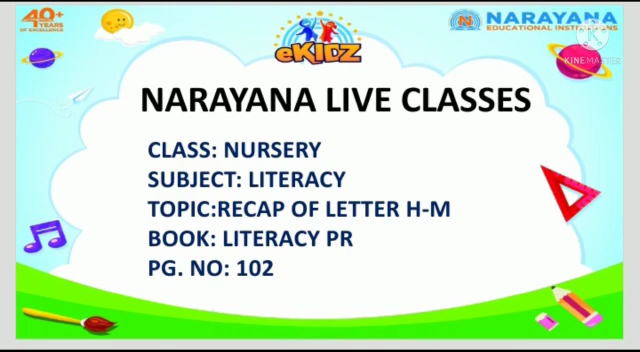 40+
YEARS
OF EXCELLENCE
eKIDZ
NARAYANA
EDUCATIONAL INSTITUTIONS
KINEMASTER
NARAYANA LIVE CLASSES
CLASS: NURSERY
SUBJECT: LITERACY
TOPIC:RECAP OF LETTER H-M
BOOK: LITERACY PR
PG. NO: 102